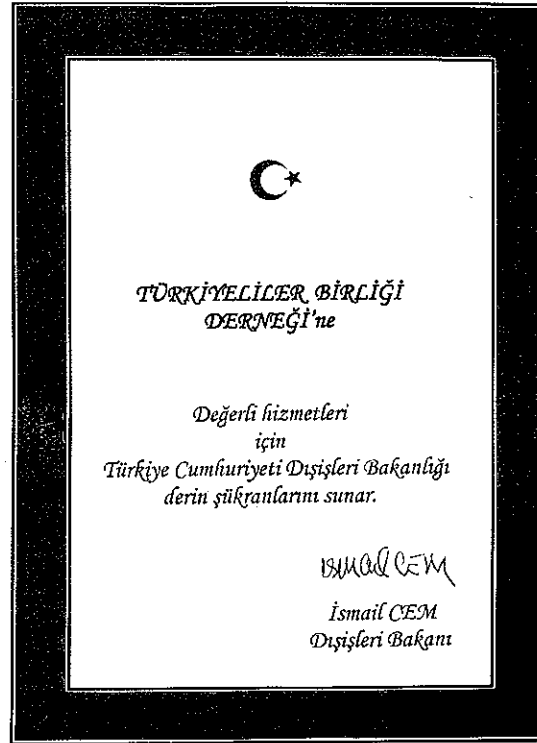 TÜRKİYELİLER BİRLİĞİ
DERNEĞİ'ne
Değerli hizmetleri
için
Türkiye Cumhuriyeti Dışişleri Bakanlığı
derin şükranlarını sunar.
ismail CEM
İsmail CEM
Dışişleri Bakanı